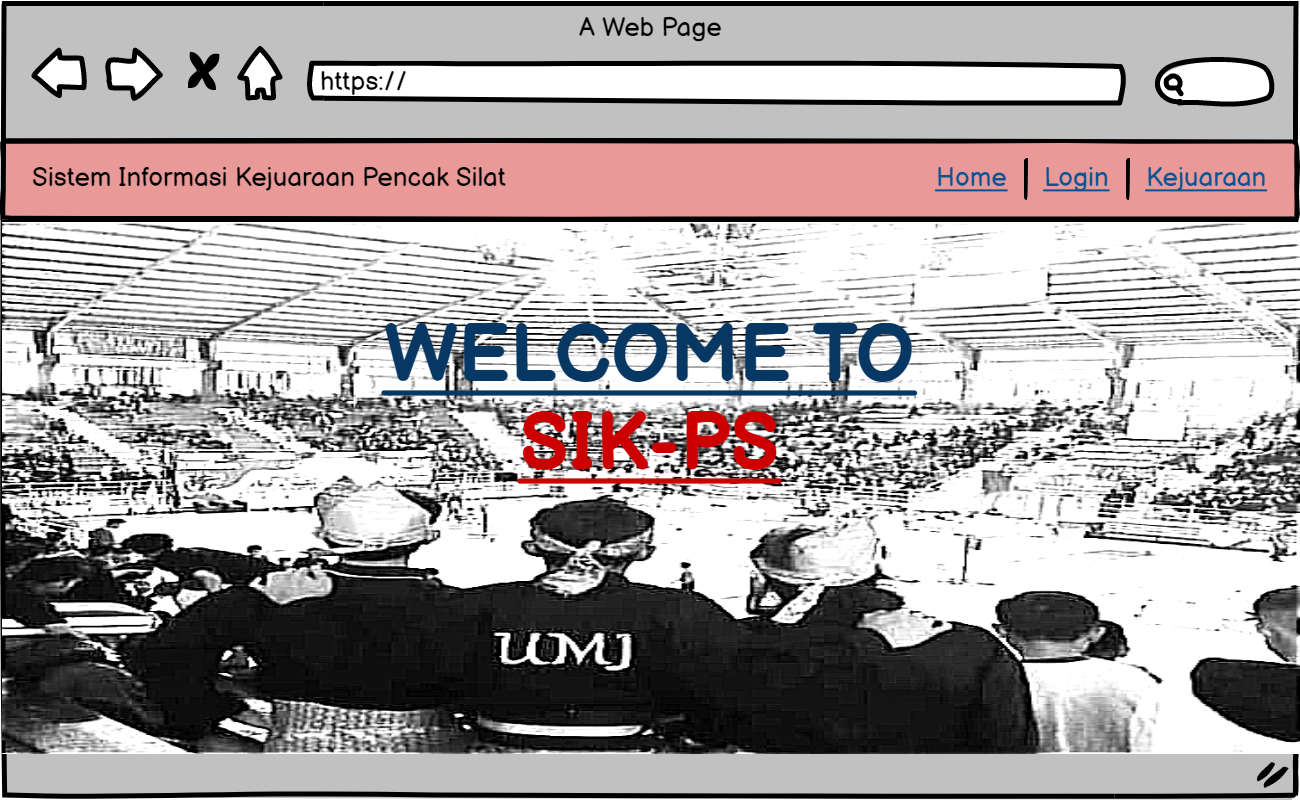 A Web Page
https://
Sistem Informasi Kejuaraan Pencak Silat
Home
Login
Kejuaraan
WELCOME TO
SIK-PS
UMJ